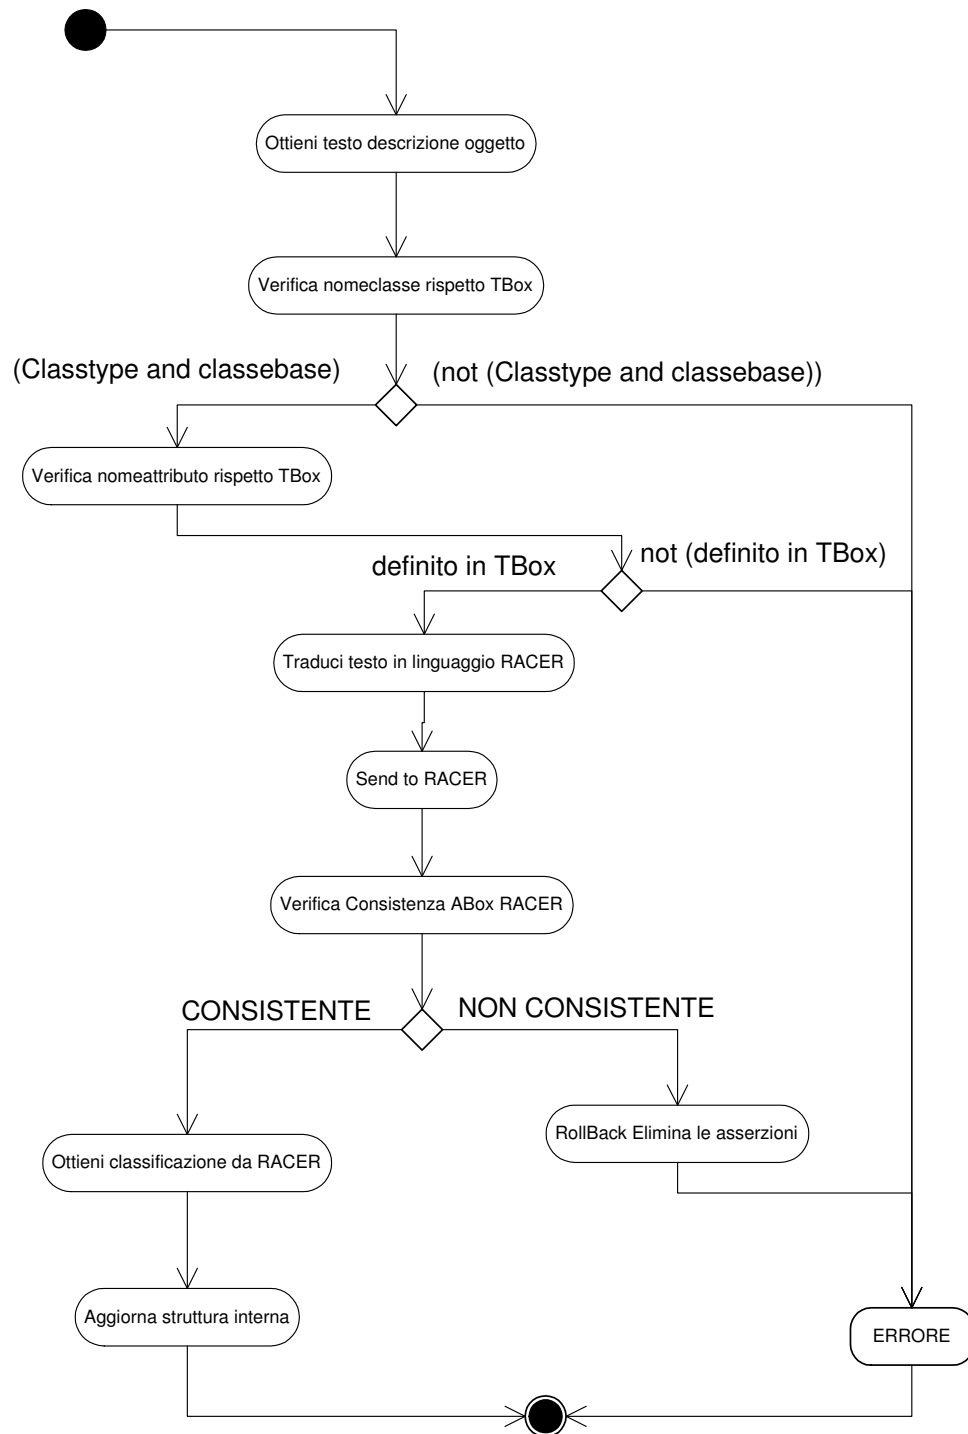 Ottieni testo descrizione oggetto
Verifica nomeclasse rispetto TBox
(Classtype and classebase)
(not (Classtype and classebase))
Verifica nomeattributo rispetto TBox
definito in TBox
not (definito in TBox)
Traduci testo in linguaggio RACER
Send to RACER
Verifica Consistenza ABox RACER
CONSISTENTE
NON CONSISTENTE
RollBack Elimina le asserzioni
Ottieni classificazione da RACER
Aggiorna struttura interna
ERRORE